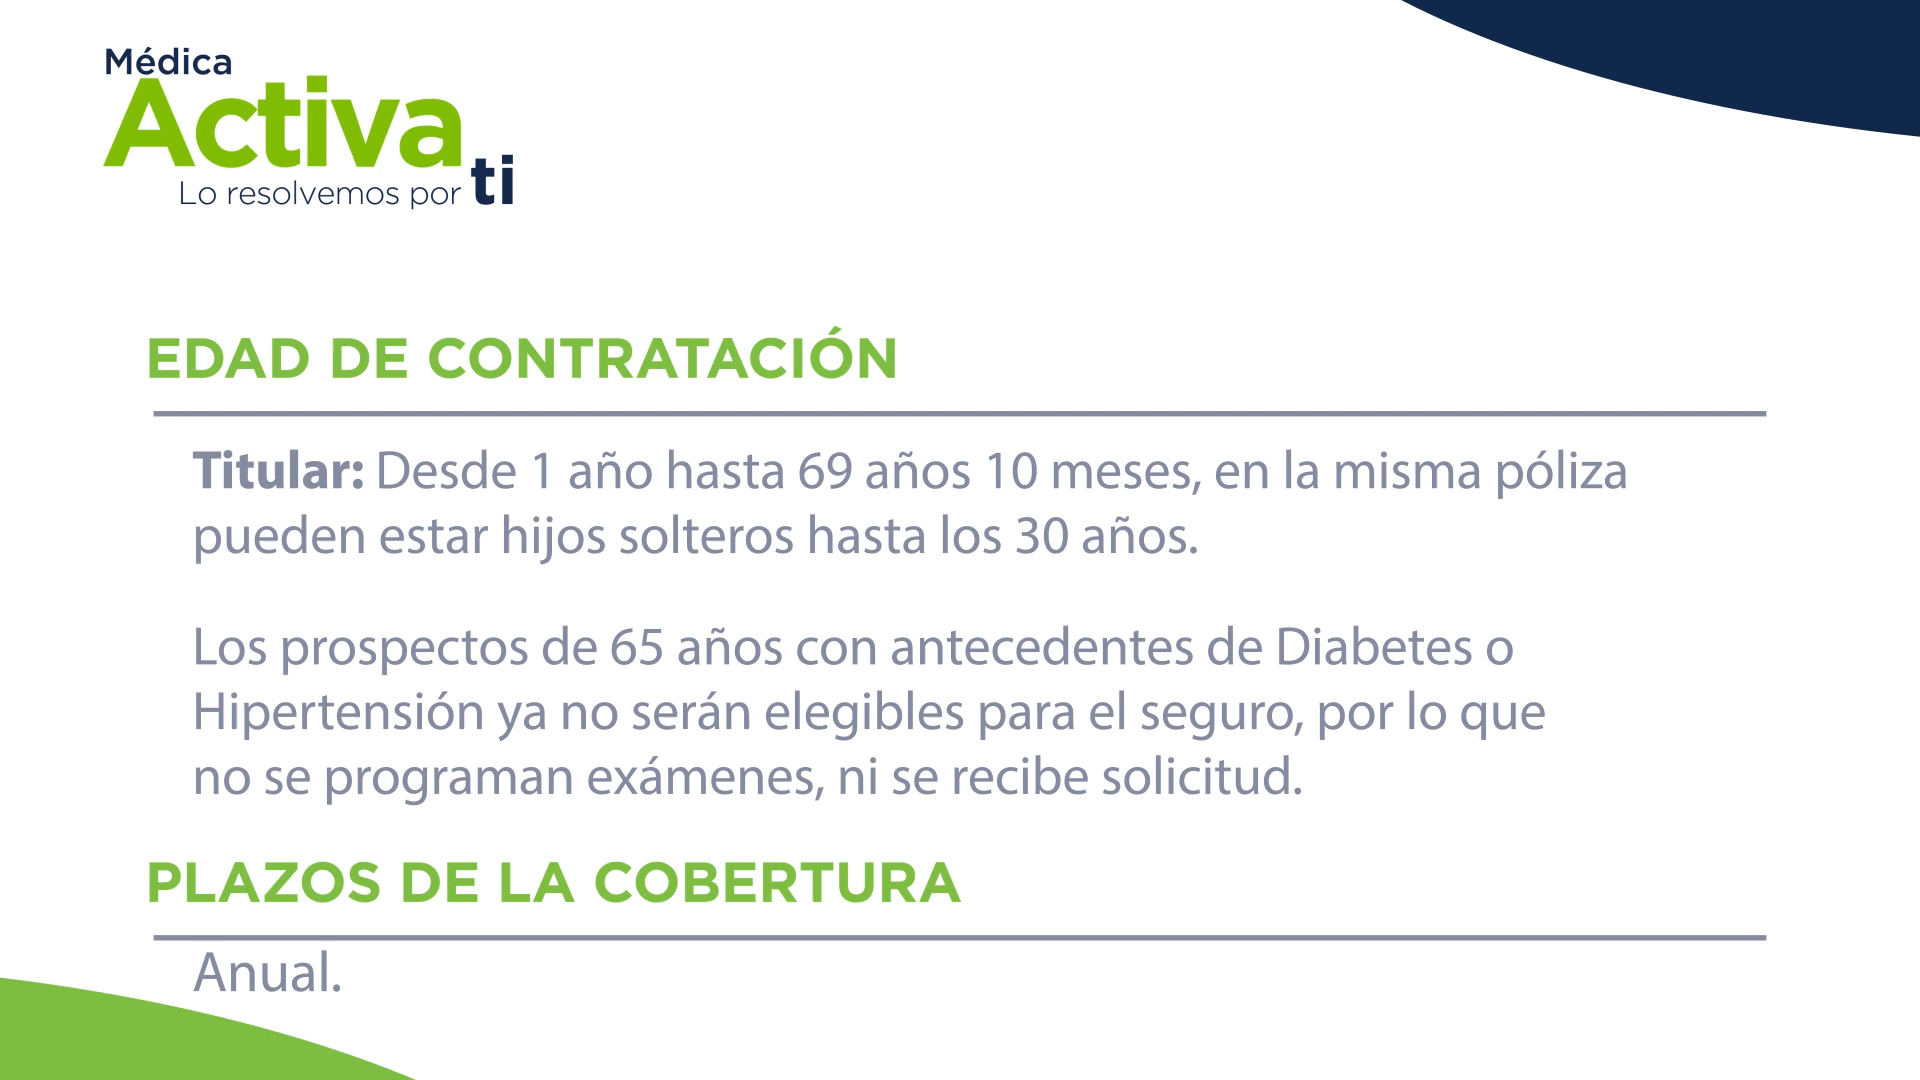 Médica
Activa
Lo resolvemos por ti
EDAD DE CONTRATACIÓN
Titular: Desde 1 año hasta 69 años 10 meses, en la misma póliza
pueden estar hijos solteros hasta los 30 años.
Los prospectos de 65 años con antecedentes de Diabetes o
Hipertensión ya no serán elegibles para el seguro, por lo que
no se programan exámenes, ni se recibe solicitud.
PLAZOS DE LA COBERTURA
Anual.